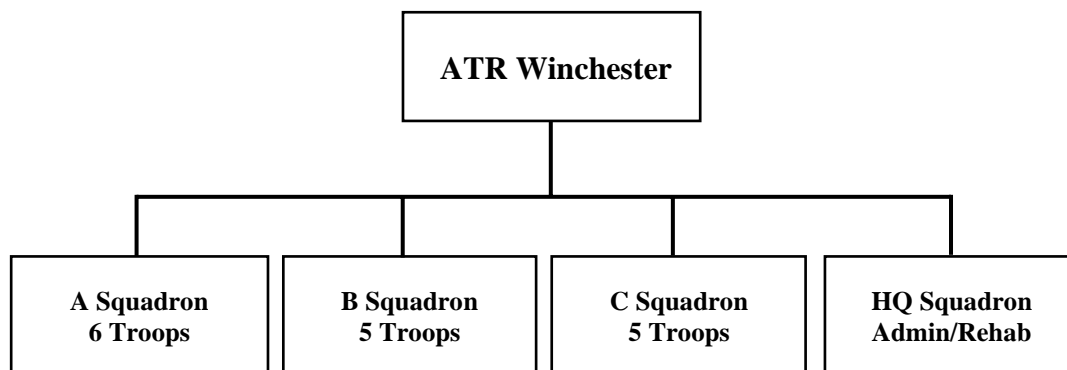 ATR Winchester
A Squadron
6 Troops
B Squadron
5 Troops
C Squadron
5 Troops
HQ Squadron
Admin/Rehab